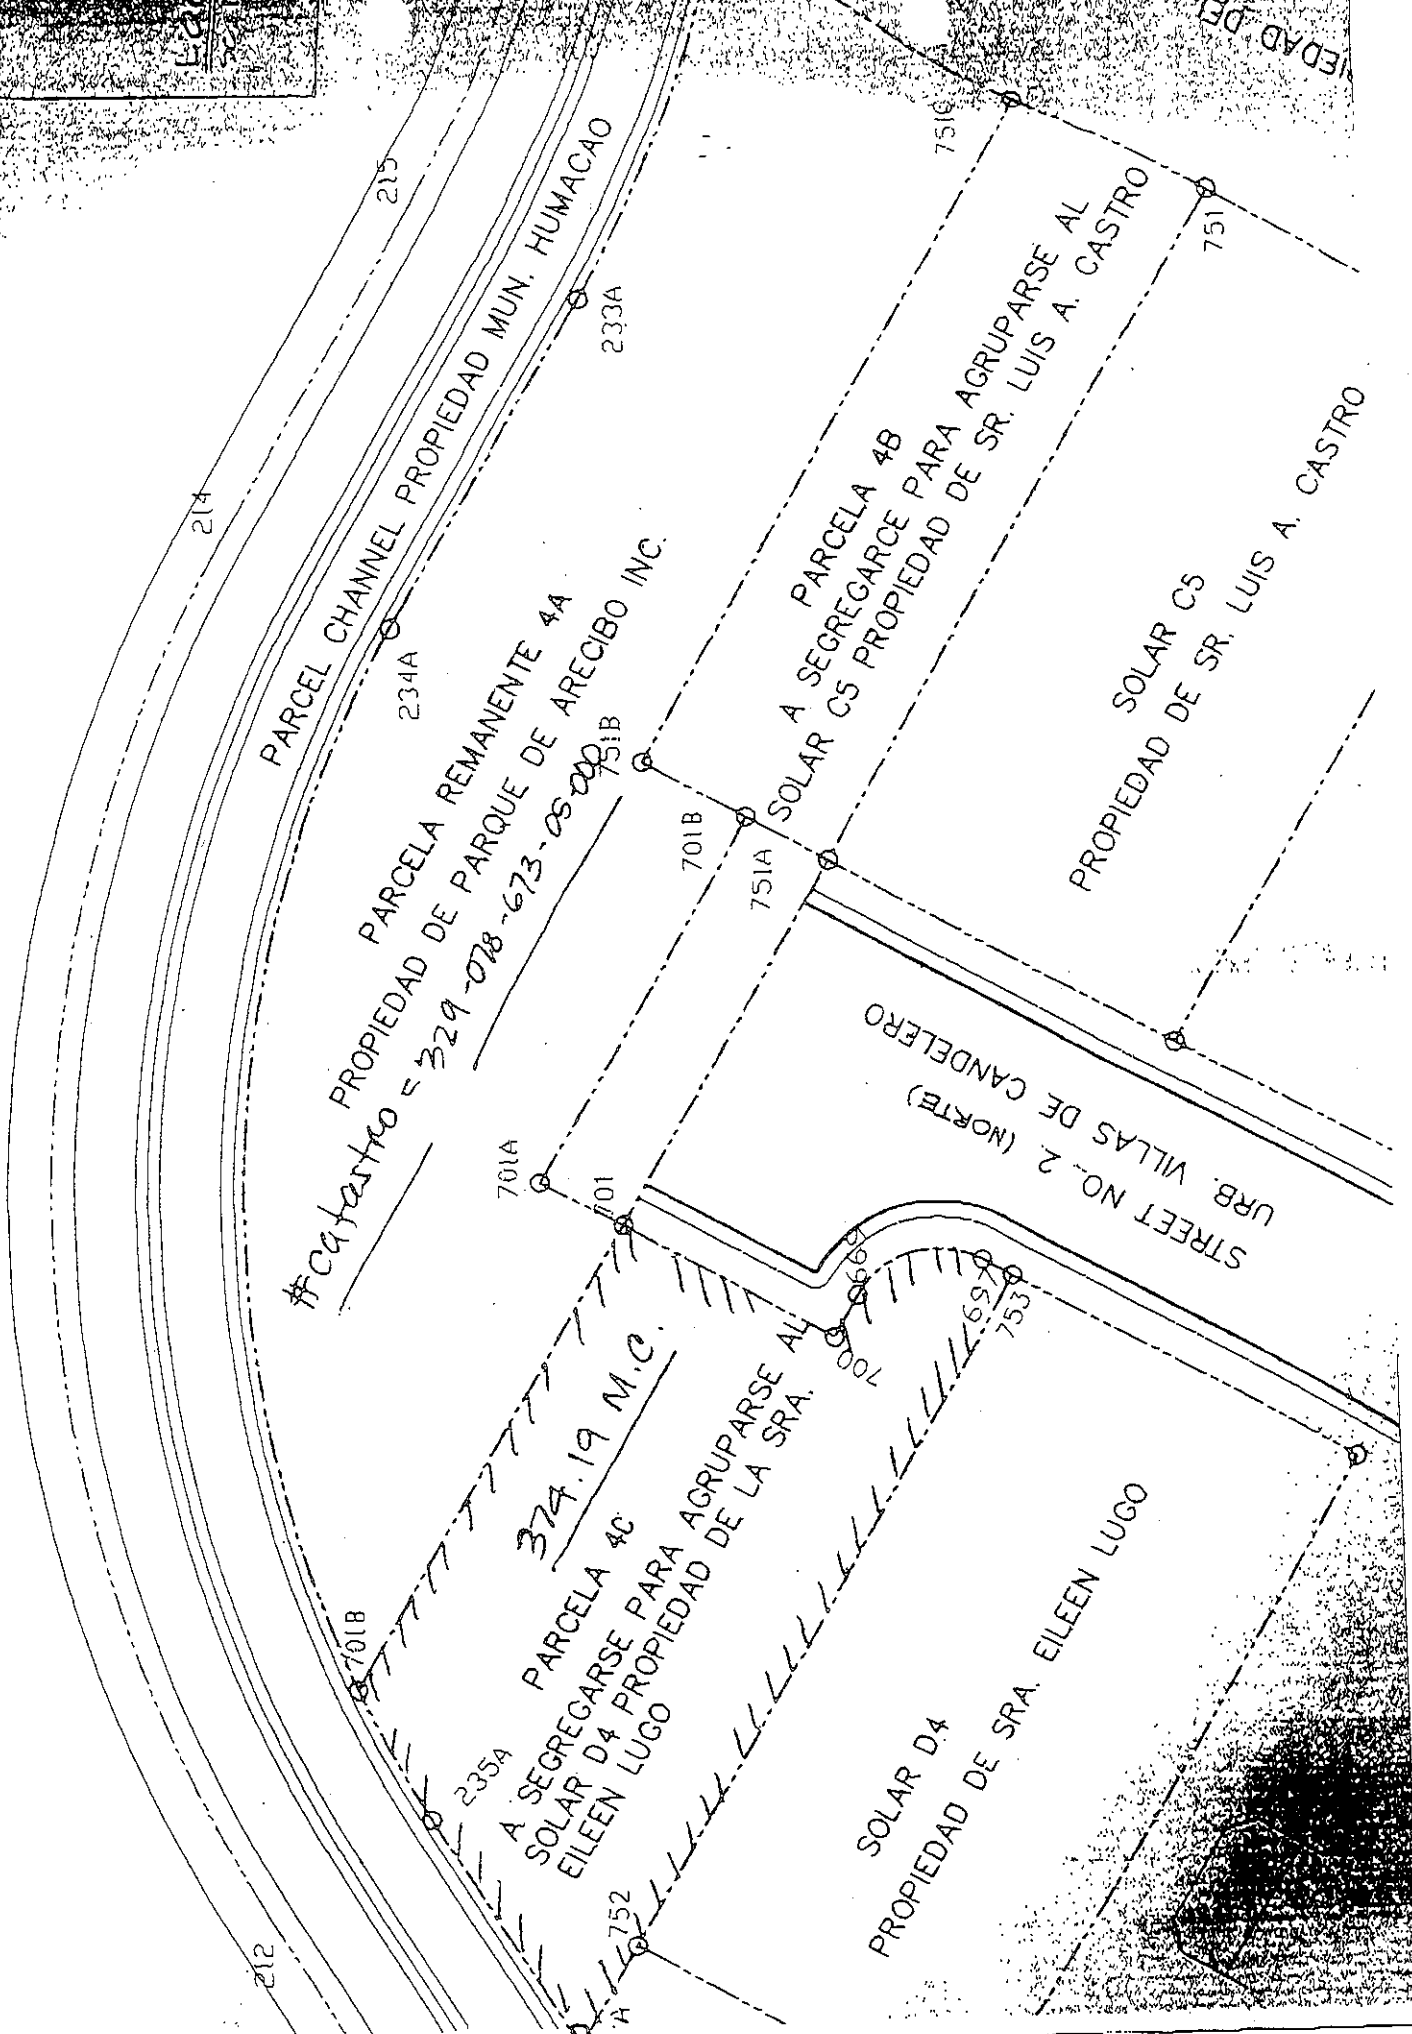 PIEDAD DE
215
PARCEL CHANNEL PROPIEDAD MUN. HUMACAO
214
233A
234A
751C
751
PARCELA REMANENTE 4A
PROPIEDAD DE PARQUE DE ARECIBO INC.
#Catastro = 329-078-673-05-000
751B
701B
751A
PARCELA 4B
A SEGREGARCE PARA AGRUPARSE AL
SOLAR C5 PROPIEDAD DE SR. LUIS A. CASTRO
SOLAR C5
PROPIEDAD DE SR. LUIS A. CASTRO
STREET NO. 2 (NORTE)
URB. VILLAS DE CANDELERO
701A
701
699
697
753
700
374.19 M.C.
PARCELA 4C
A SEGREGARSE PARA AGRUPARSE AL
SOLAR D4 PROPIEDAD DE LA SRA.
EILEEN LUGO
701B
235A
752
212
SOLAR D4
PROPIEDAD DE SRA. EILEEN LUGO